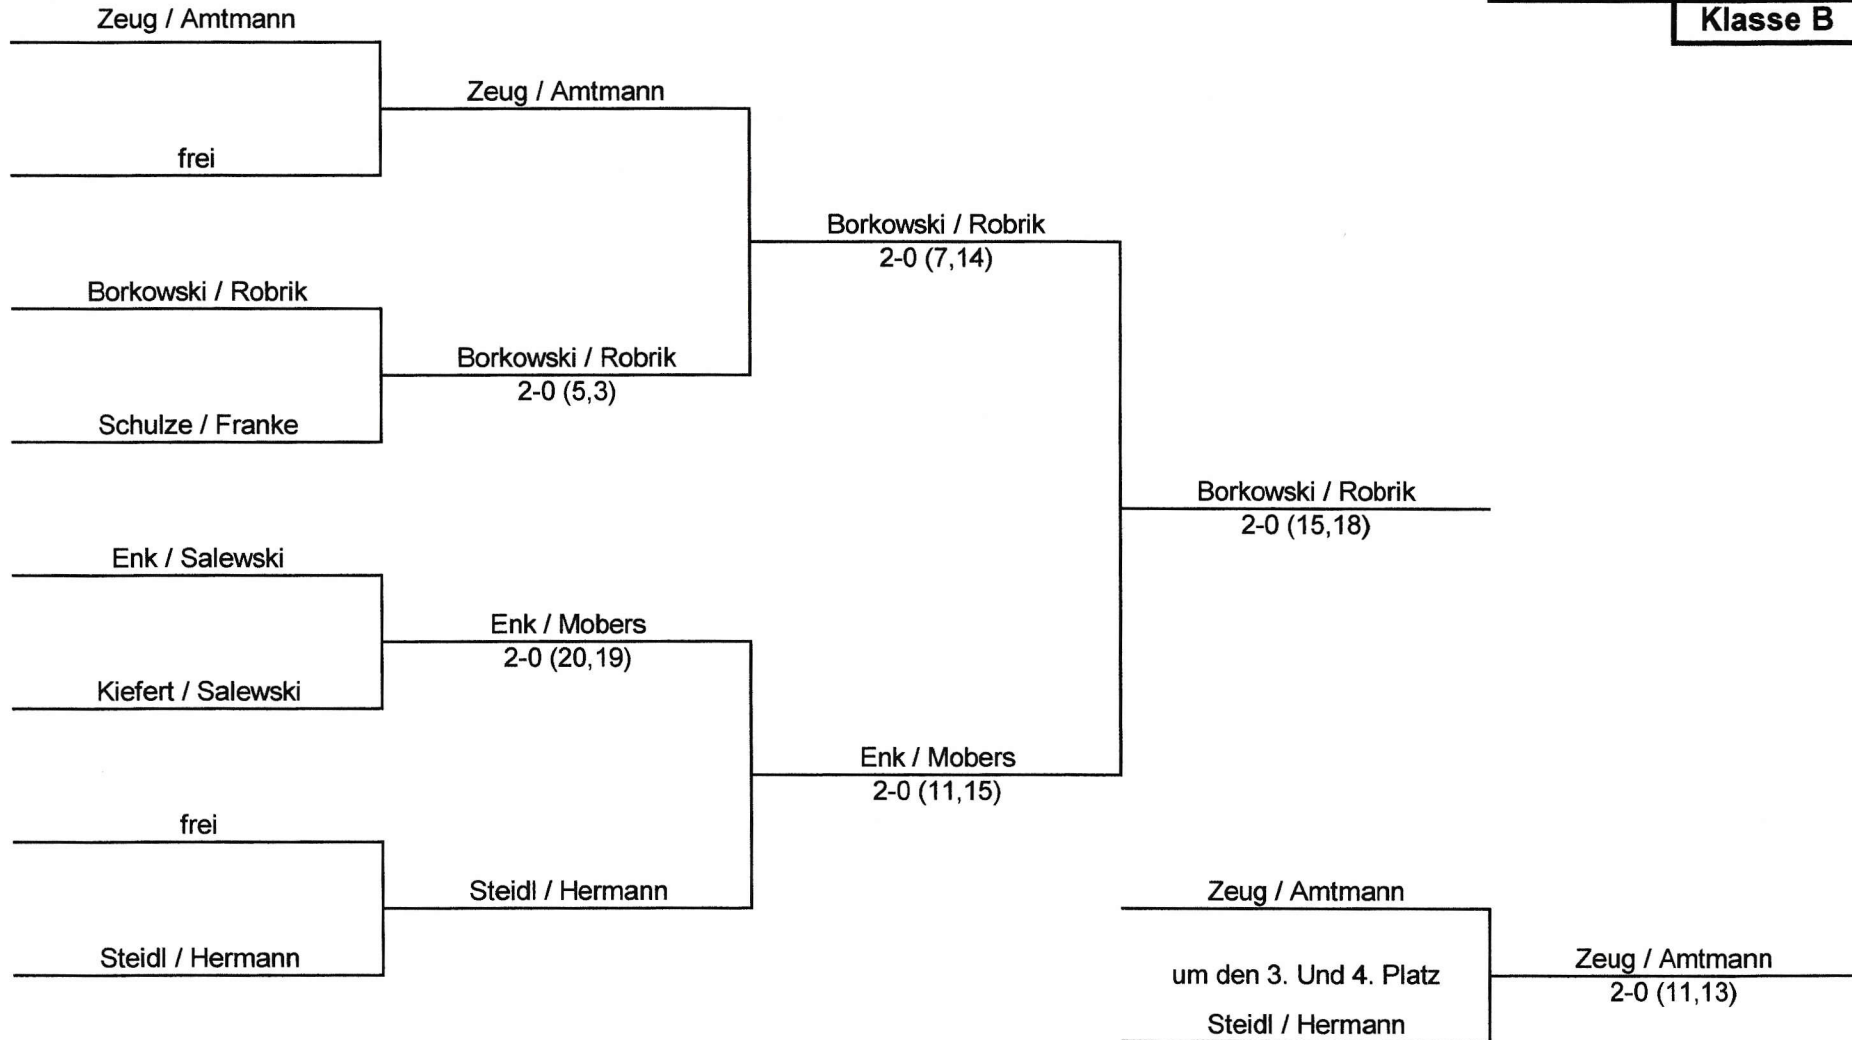 Klasse B
Zeug / Amtmann
frei
Borkowski / Robrik
Schulze / Franke
Enk / Salewski
Kiefert / Salewski
frei
Steidl / Hermann
Zeug / Amtmann
Borkowski / Robrik
2-0 (5,3)
Enk / Mobers
2-0 (20,19)
Steidl / Hermann
Borkowski / Robrik
2-0 (7,14)
Enk / Mobers
2-0 (11,15)
Borkowski / Robrik
2-0 (15,18)
Zeug / Amtmann
um den 3. Und 4. Platz
Steidl / Hermann
Zeug / Amtmann
2-0 (11,13)